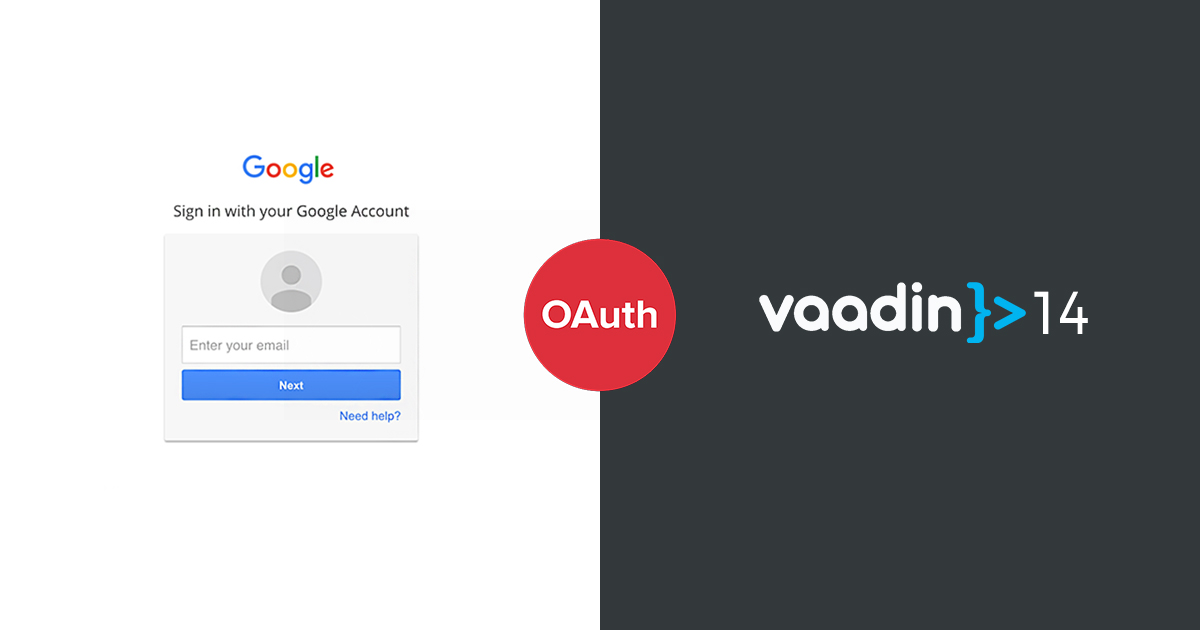 Google
Sign in with your Google Account
Enter your email
Next
Need help?
OAuth
vaadin}> 14